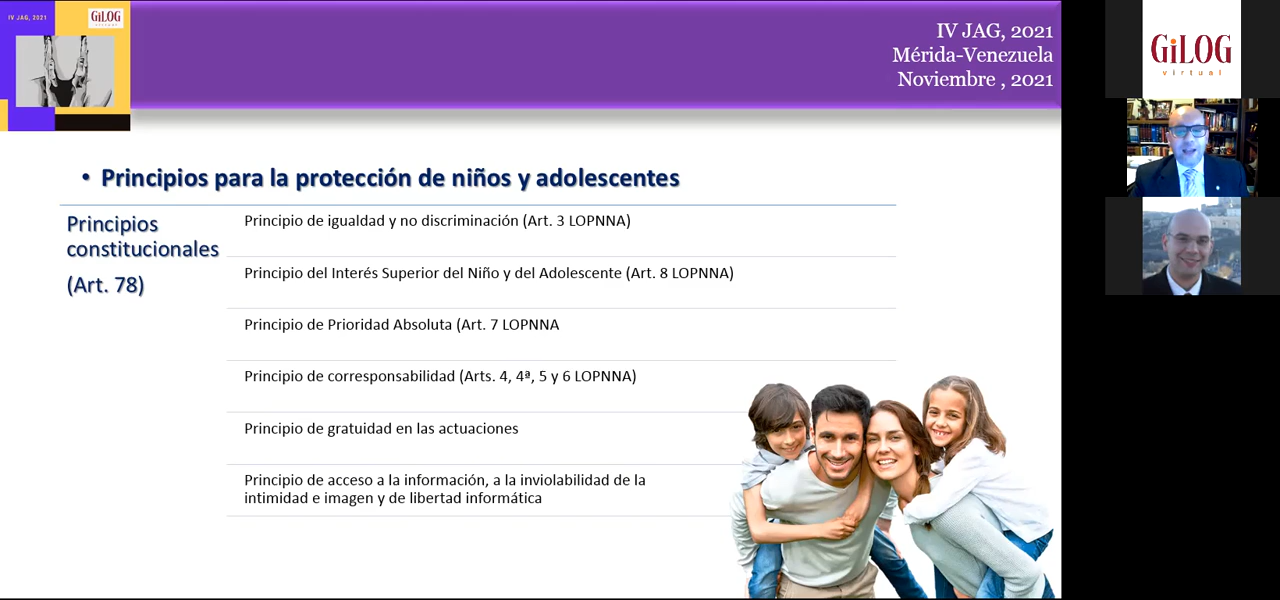 IV JAG, 2021
GiLOG
virtual
IV JAG, 2021
Mérida-Venezuela
Noviembre , 2021
• Principios para la protección de niños y adolescentes
Principios
constitucionales
(Art. 78)
Principio de igualdad y no discriminación (Art. 3 LOPNNA)
Principio del Interés Superior del Niño y del Adolescente (Art. 8 LOPNNA)
Principio de Prioridad Absoluta (Art. 7 LOPNNA
Principio de corresponsabilidad (Arts. 4, 4ª, 5 y 6 LOPNNA)
Principio de gratuidad en las actuaciones
Principio de acceso a la información, a la inviolabilidad de la
intimidad e imagen y de libertad informática
GiLOG
virtual